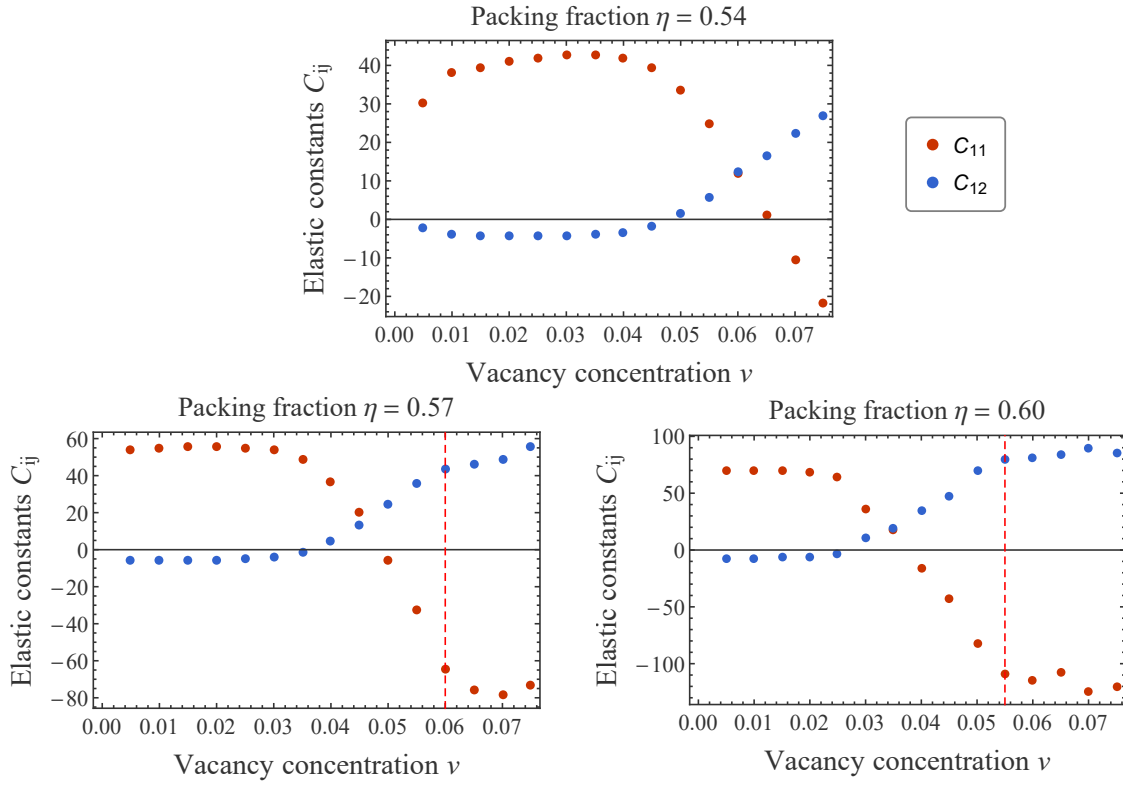 Packing fraction η = 0.54
Elastic constants C_ij
40
30
20
10
0
−10
−20
0.00 0.01 0.02 0.03 0.04 0.05 0.06 0.07
Vacancy concentration ν
C_11
C_12
Packing fraction η = 0.57
Elastic constants C_ij
60
40
20
0
−20
−40
−60
−80
0.00 0.01 0.02 0.03 0.04 0.05 0.06 0.07
Vacancy concentration ν
Packing fraction η = 0.60
Elastic constants C_ij
100
50
0
−50
−100
0.00 0.01 0.02 0.03 0.04 0.05 0.06 0.07
Vacancy concentration ν